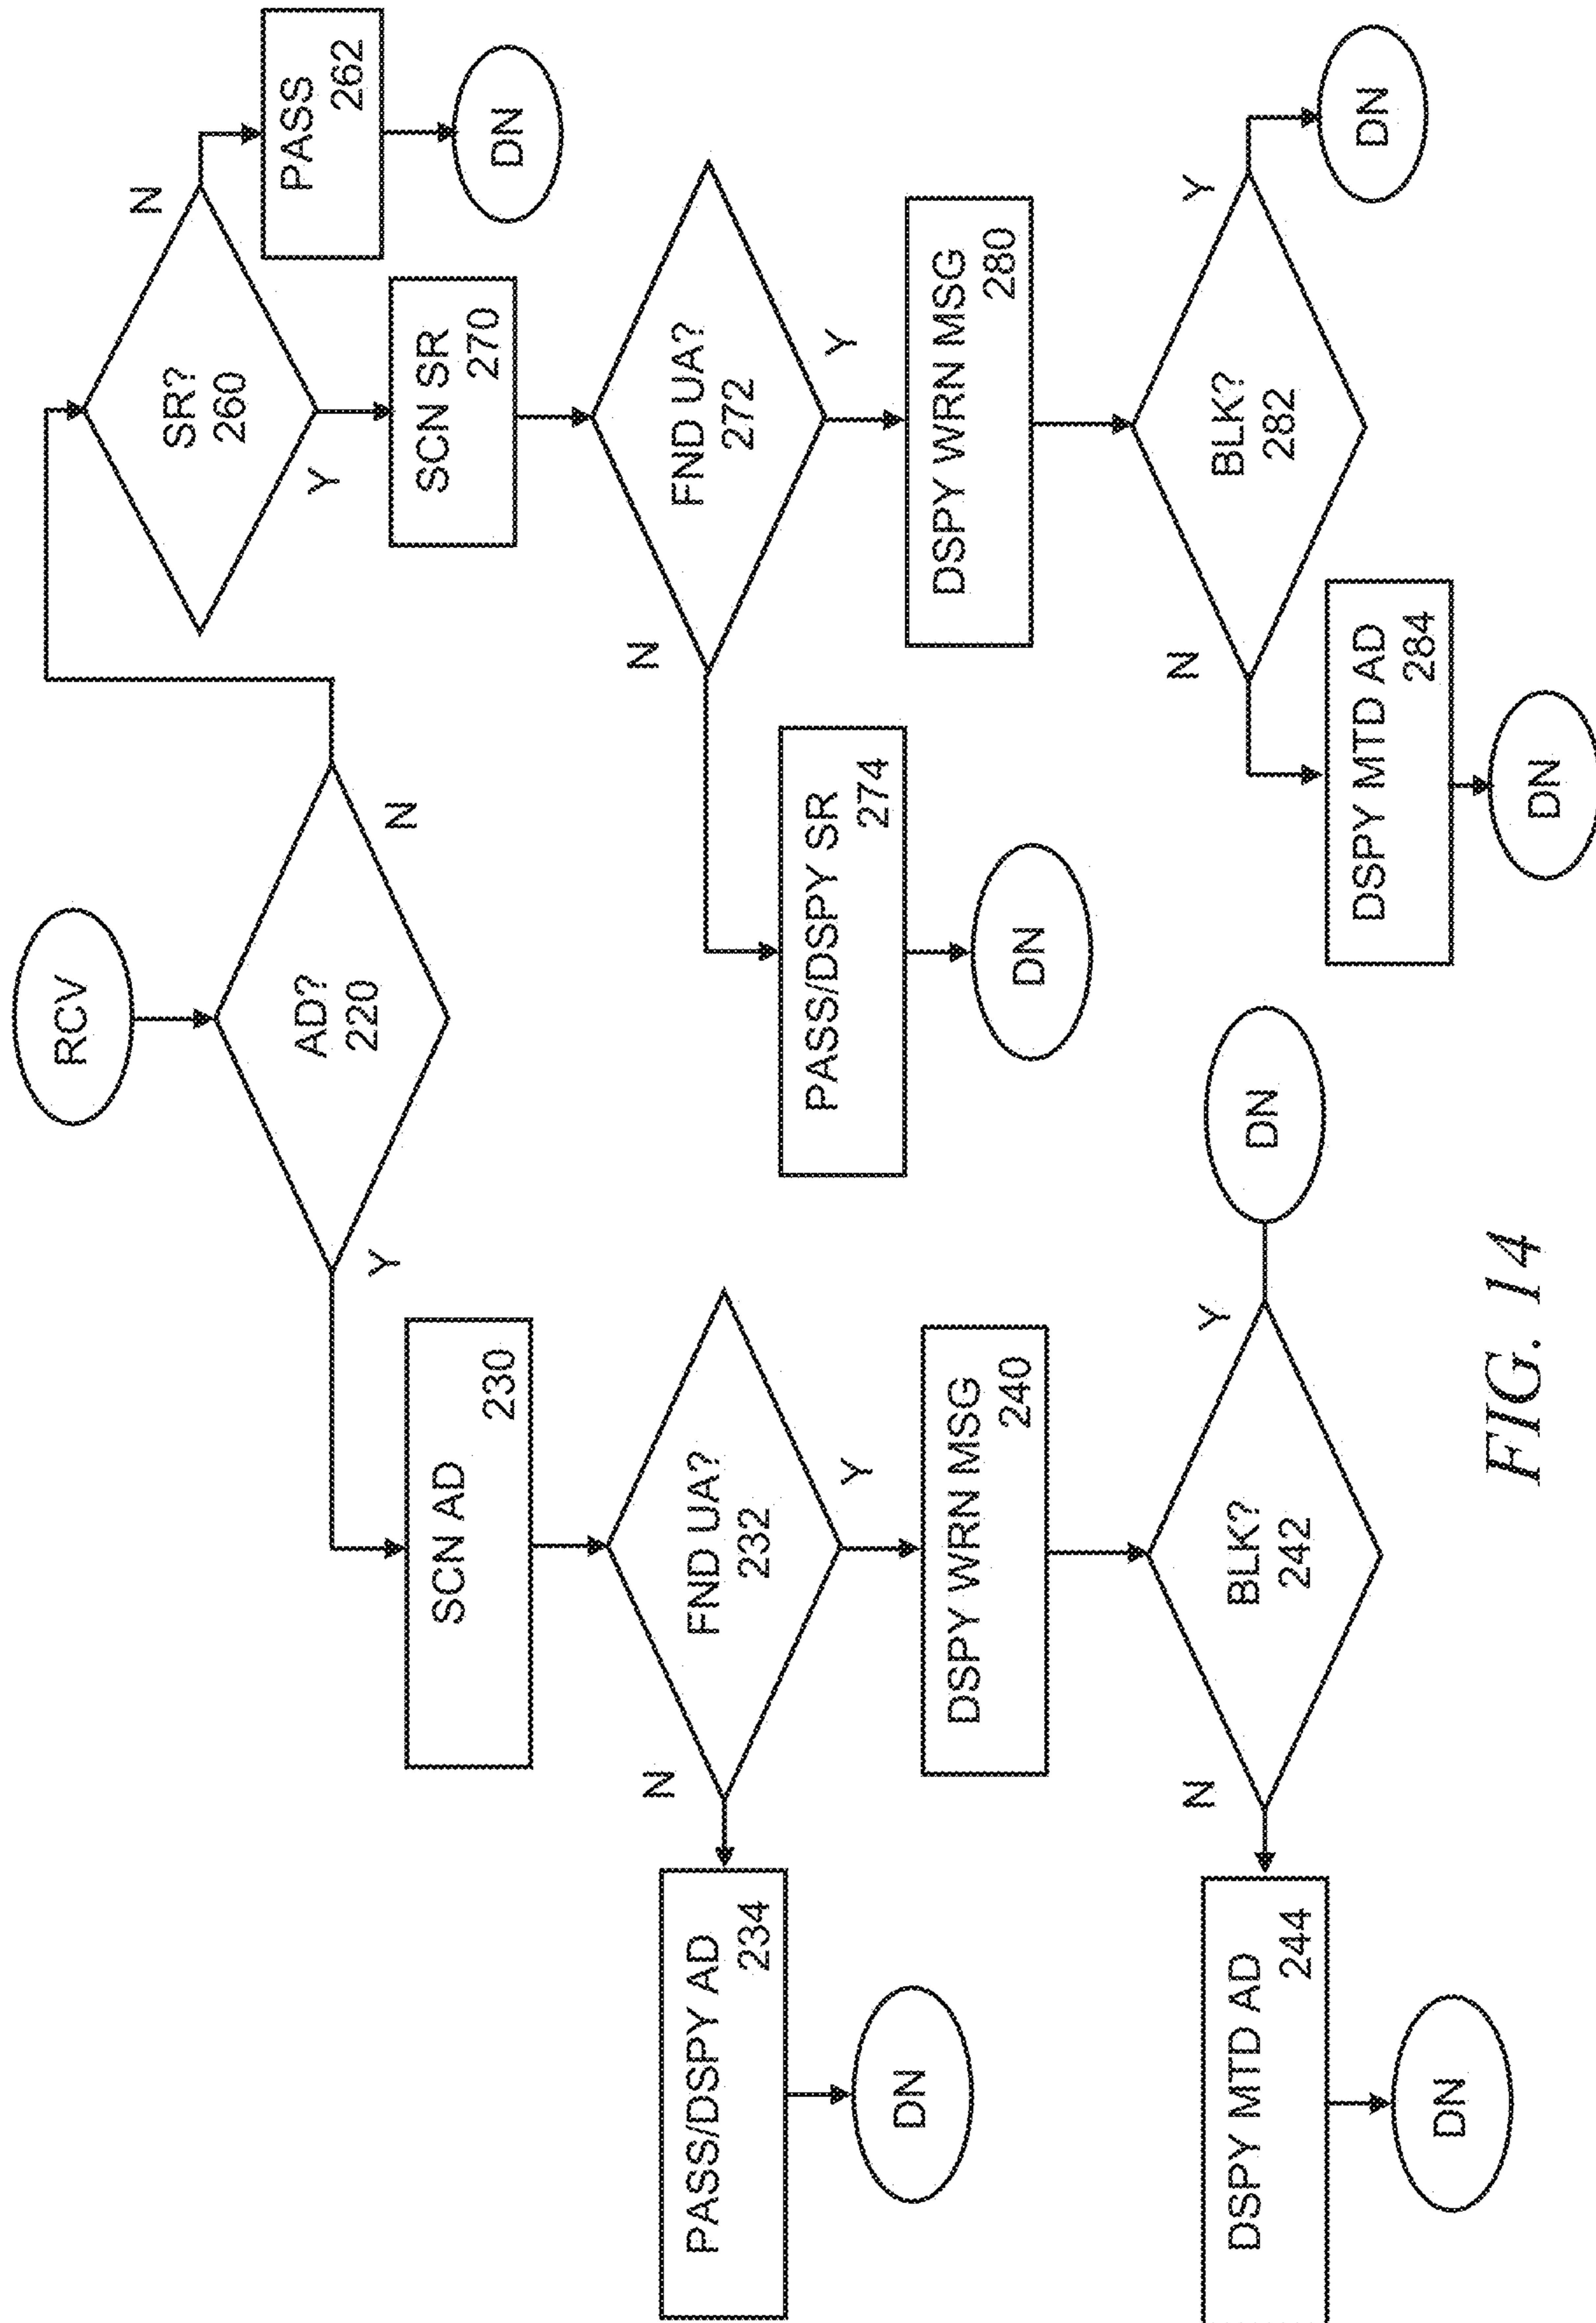 RCV
AD?
220
Y
N
SR?
260
N
Y
PASS
262
DN
SCN AD
230
SCN SR
270
FND UA?
232
N
Y
FND UA?
272
N
Y
PASS/DSPY AD
234
DN
PASS/DSPY SR
274
DN
DSPY WRN MSG
240
DSPY WRN MSG
280
BLK?
242
N
Y
DN
BLK?
282
N
Y
DN
DSPY MTD AD
244
DN
DSPY MTD AD
284
DN
FIG. 14